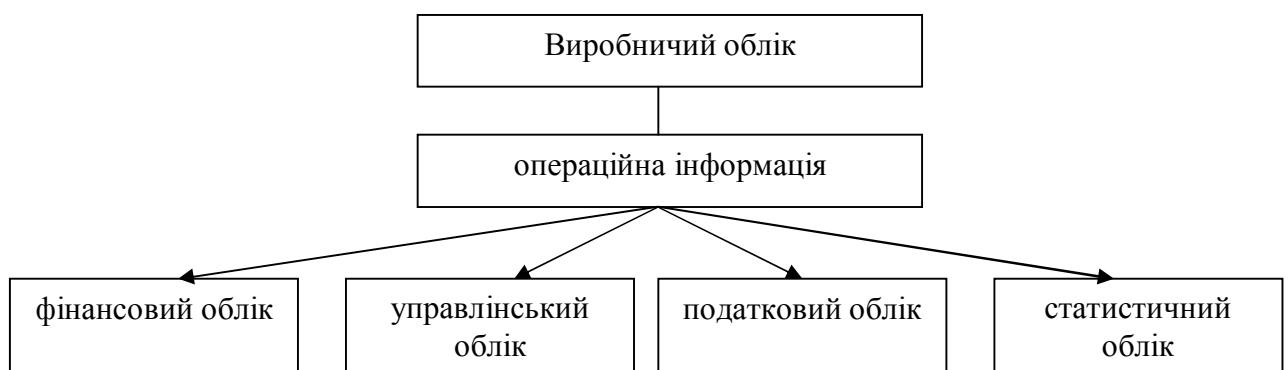 Виробничий облік
операційна інформація
фінансовий облік
управлінський
облік
податковий облік
статистичний
облік